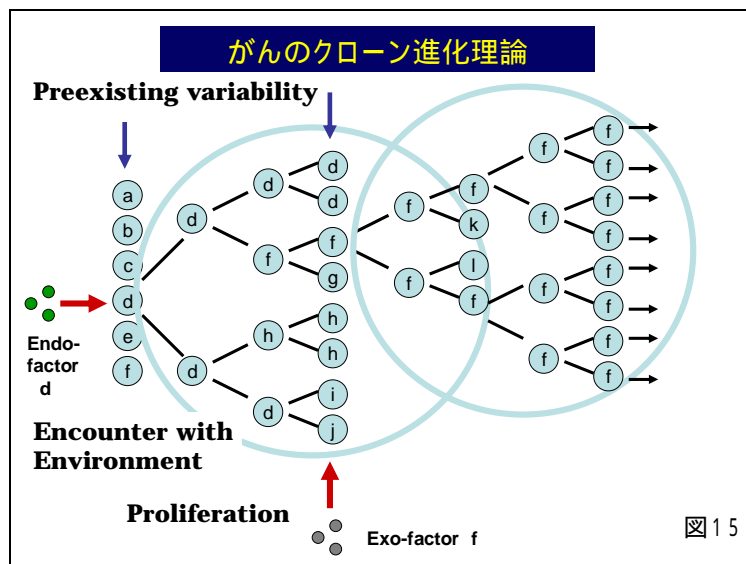 がんのクローン進化理論
Preexisting variability
a
b
c
d
e
f
d
d
d
f
d
h
d
d
d
f
g
h
h
i
j
f
f
f
k
l
f
f
f
f
f
f
f
f
f
f
f
f
f
Endo-
factor
d
Encounter with
Environment
Proliferation
Exo-factor f
図15